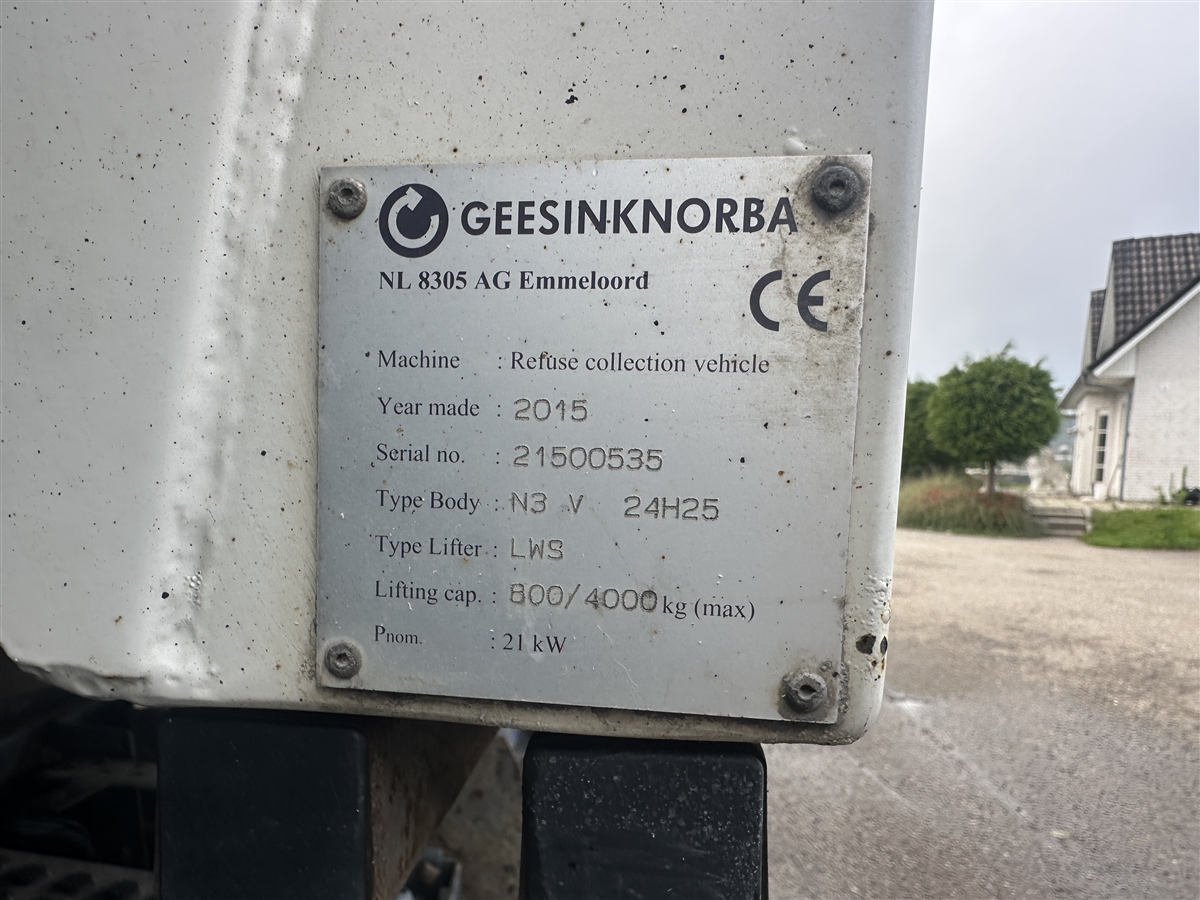 GEESINKNORBA
NL 8305 AG Emmeloord
CE
Machine : Refuse collection vehicle
Year made : 2015
Serial no. : 21500535
Type Body : N3 V 24H25
Type Lifter : LWS
Lifting cap. : 800/4000 kg (max)
Pnom. : 21 kW